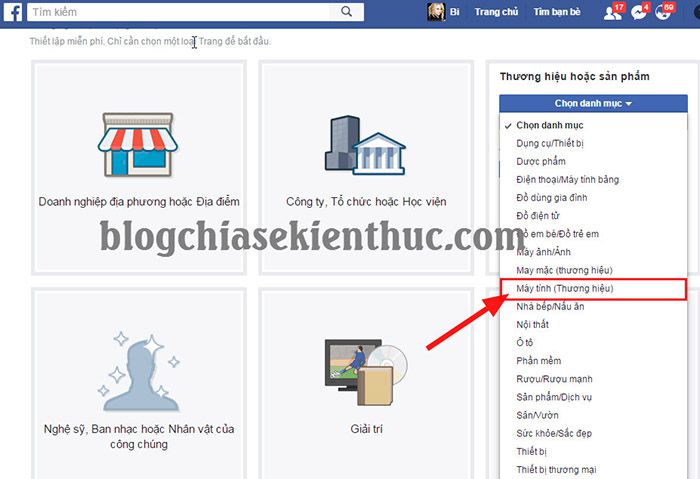 f
Tìm kiếm
Bi
Trang chủ
Tìm bạn bè
17
4
69
Thiết lập miễn phí. Chỉ cần chọn một loại Trang để bắt đầu.
Doanh nghiệp địa phương hoặc Địa điểm
Công ty, Tổ chức hoặc Học viện
Thương hiệu hoặc sản phẩm
Chọn danh mục
Chọn danh mục
Dụng cụ/Thiết bị
Dược phẩm
Điện thoại/Máy tính bảng
Đồ dùng gia đình
Đồ điện tử
Đồ em bé/Đồ trẻ em
Máy ảnh/Ảnh
May mặc (thương hiệu)
Máy tính (Thương hiệu)
Nhà bếp/Nấu ăn
Nội thất
Ô tô
Phần mềm
Rượu/Rượu mạnh
Sản phẩm/Dịch vụ
Sân/Vườn
Sức khỏe/Sắc đẹp
Thiết bị
Thiết bị thương mại
blogchiasekienthuc.com
Nghệ sỹ, Ban nhạc hoặc Nhân vật của
công chúng
Giải trí